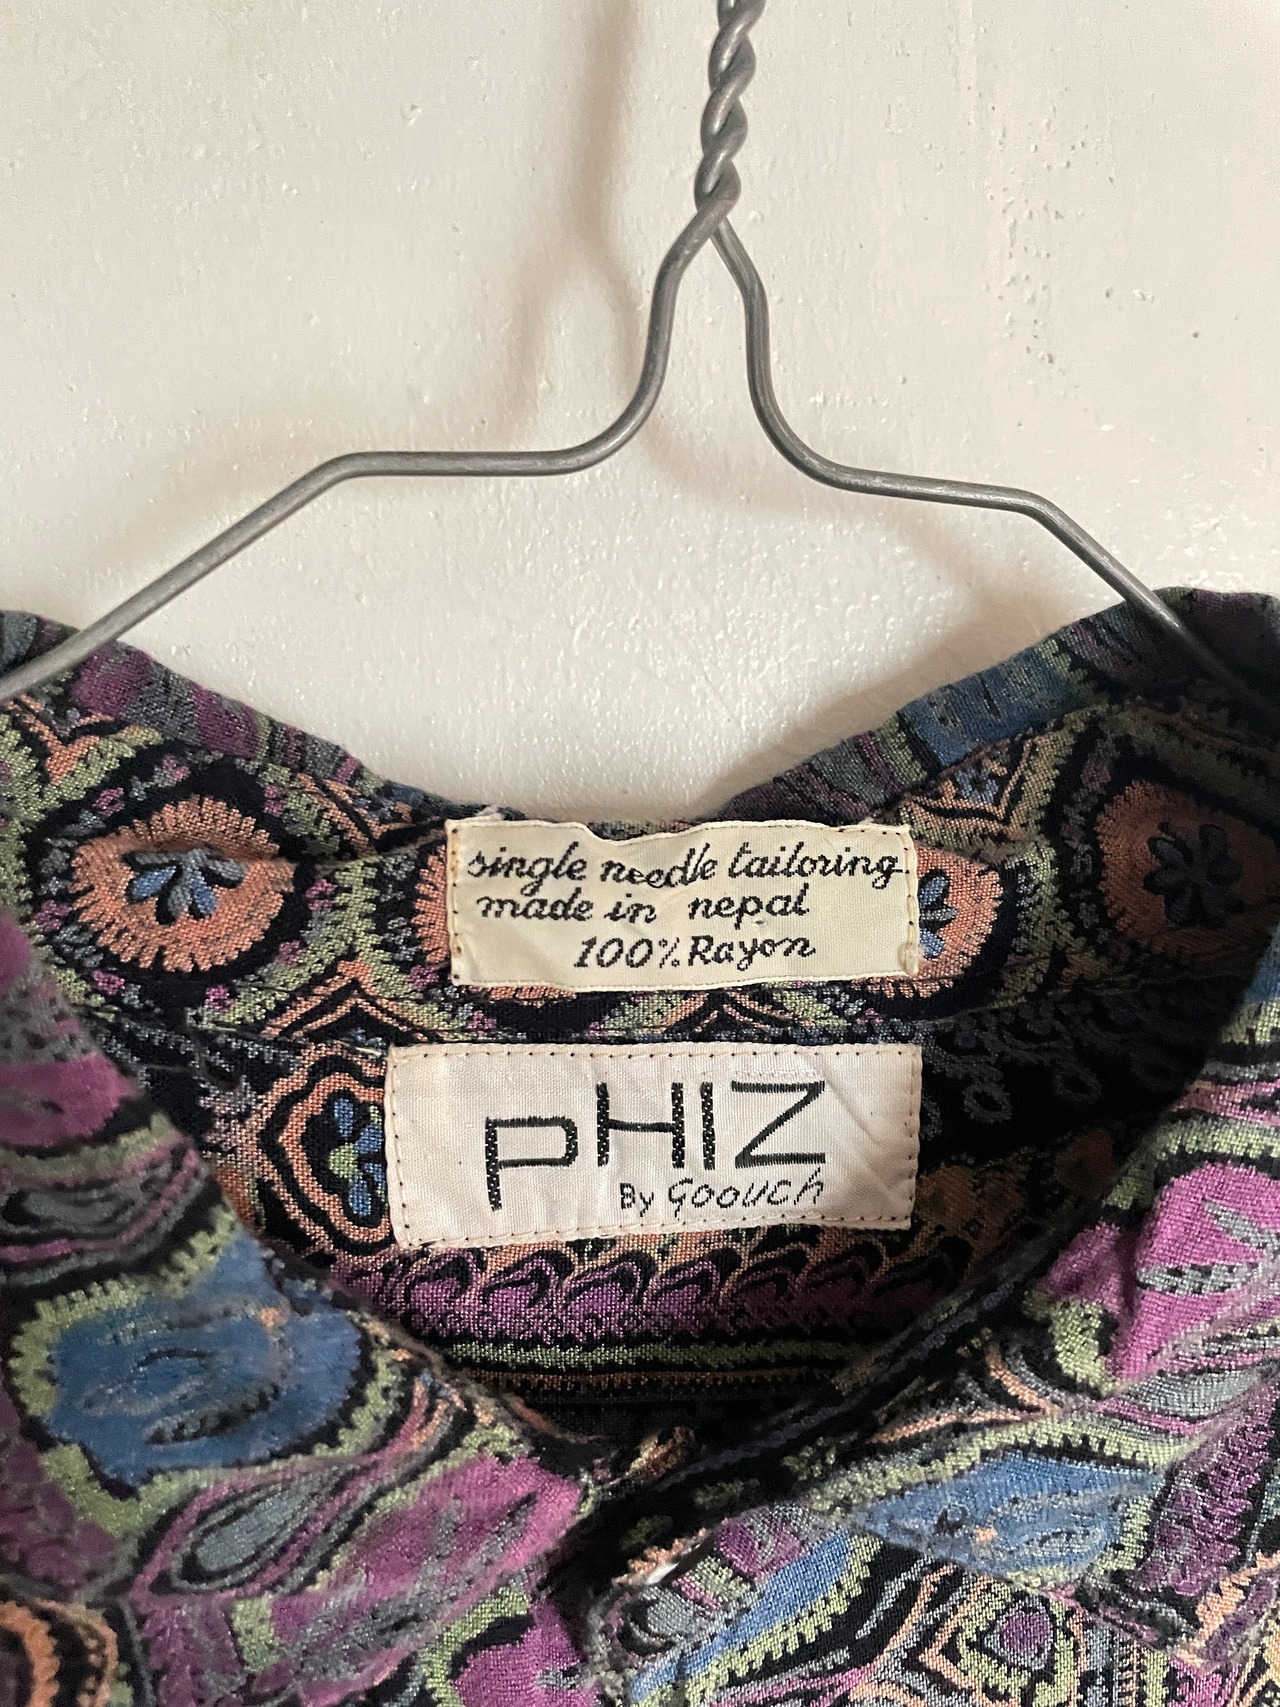 single needle tailoring
made in nepal
100% Rayon
PHIZ
By Goouch